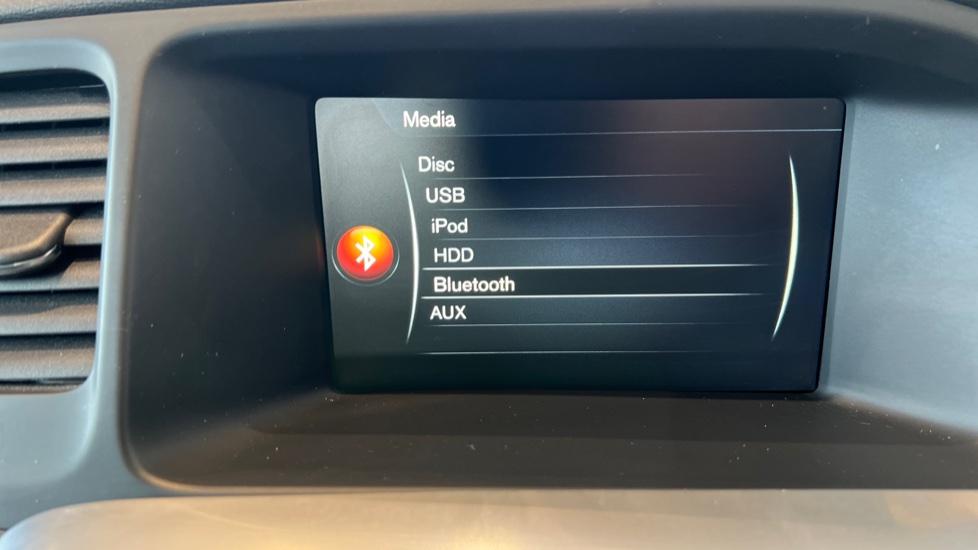 Media
Disc
USB
iPod
HDD
Bluetooth
AUX